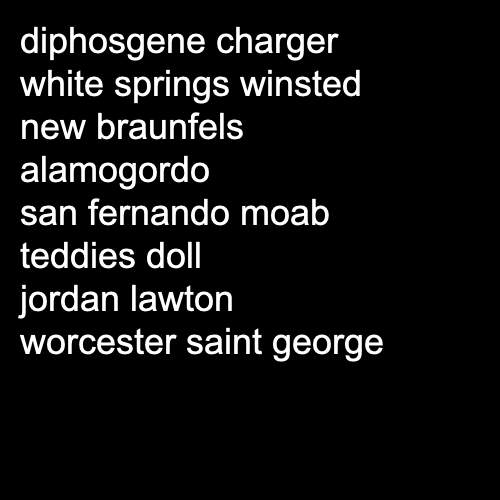 diphosgene charger
white springs winsted
new braunfels
alamogordo
san fernando moab
teddies doll
jordan lawton
worcester saint george